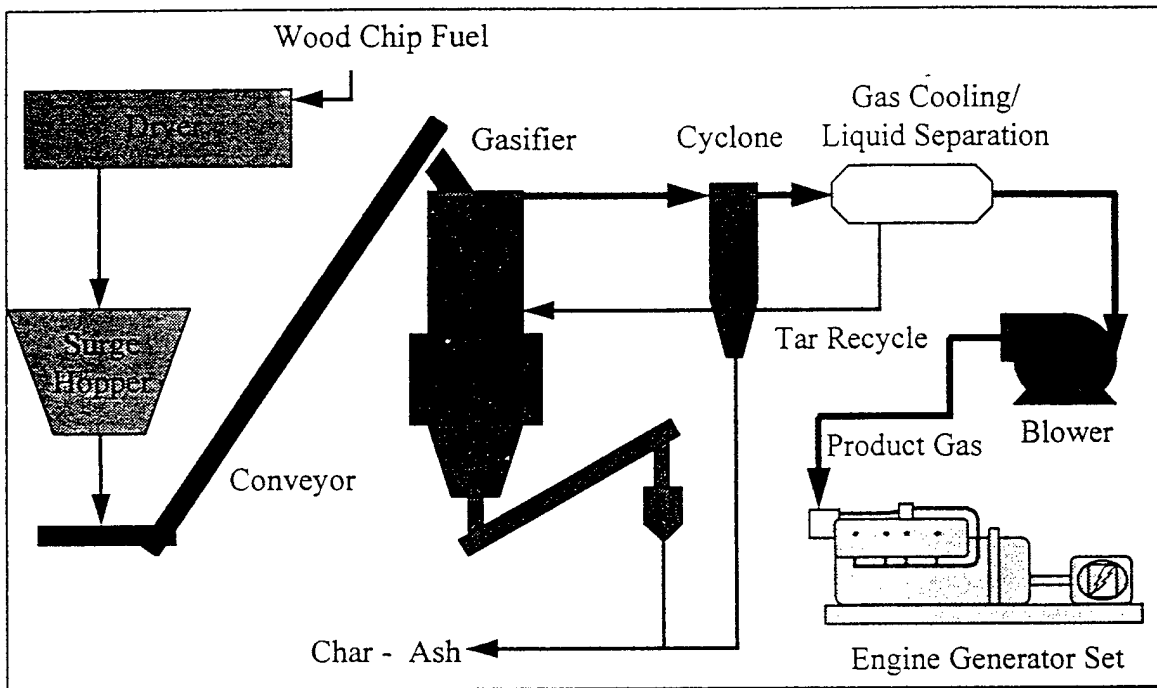 Wood Chip Fuel
Dryer
Gasifier
Cyclone
Gas Cooling/
Liquid Separation
Surge
Hopper
Conveyor
Tar Recycle
Blower
Product Gas
Char - Ash
Engine Generator Set